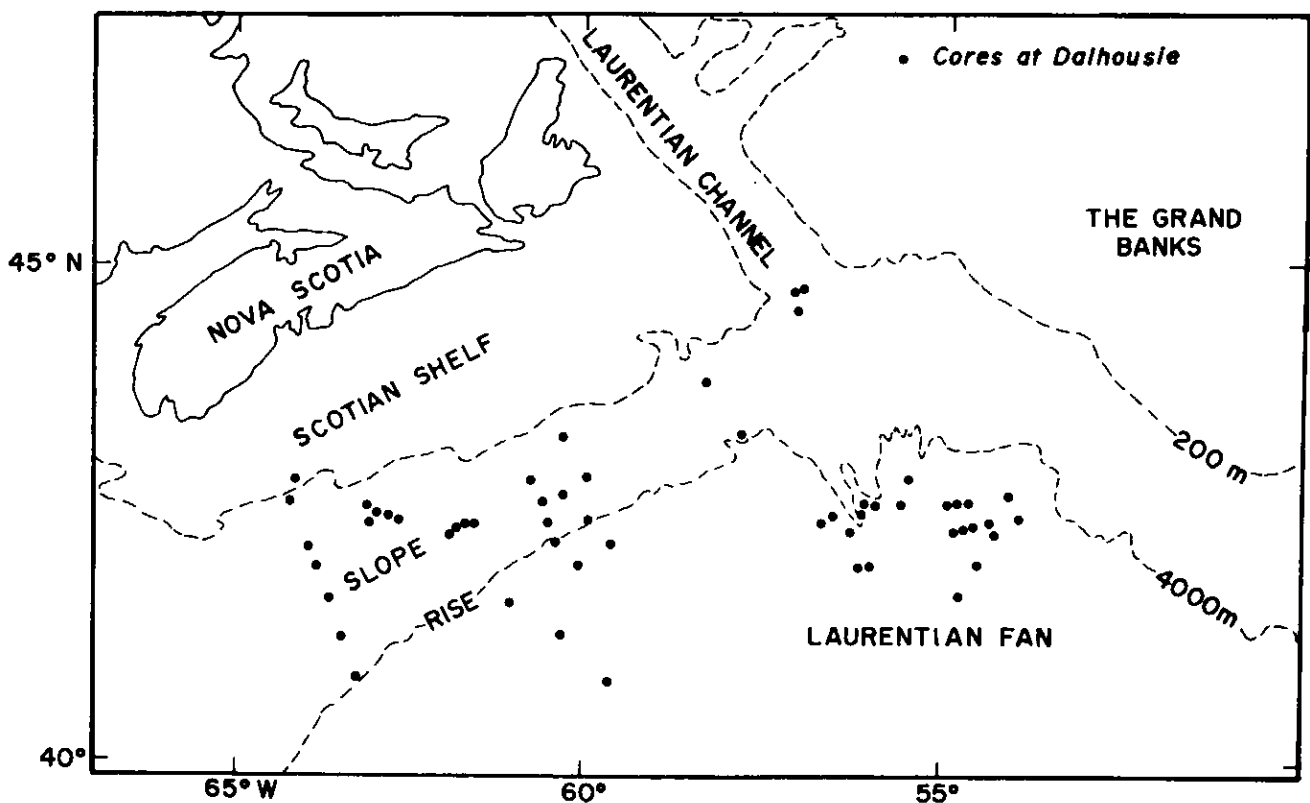 LAURENTIAN CHANNEL
• Cores at Dalhousie
THE GRAND
BANKS
45° N
NOVA SCOTIA
SCOTIAN SHELF
200 m
SLOPE
RISE
4000m
LAURENTIAN FAN
40°
65° W
60°
55°